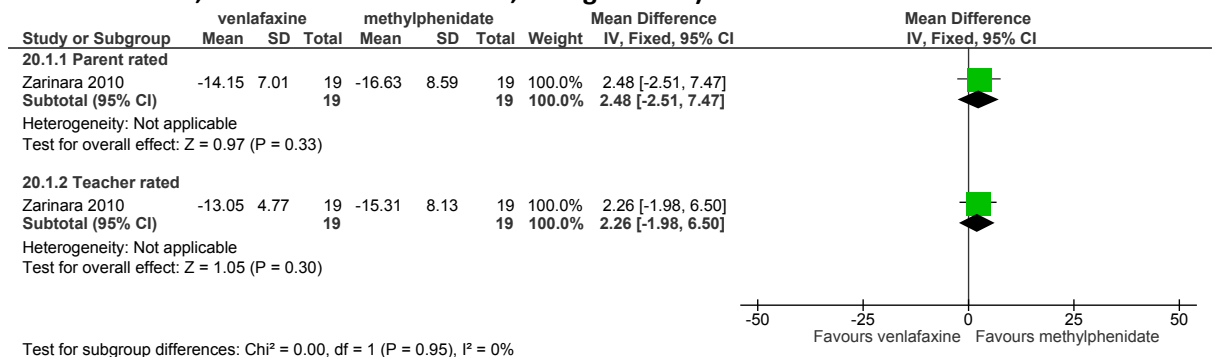 venlafaxine methylphenidate Mean Difference Mean Difference
Study or Subgroup Mean SD Total Mean SD Total Weight IV, Fixed, 95% CI IV, Fixed, 95% CI
20.1.1 Parent rated
Zarinara 2010 -14.15 7.01 19 -16.63 8.59 19 100.0% 2.48 [-2.51, 7.47]
Subtotal (95% CI) 19 19 100.0% 2.48 [-2.51, 7.47]
Heterogeneity: Not applicable
Test for overall effect: Z = 0.97 (P = 0.33)
20.1.2 Teacher rated
Zarinara 2010 -13.05 4.77 19 -15.31 8.13 19 100.0% 2.26 [-1.98, 6.50]
Subtotal (95% CI) 19 19 100.0% 2.26 [-1.98, 6.50]
Heterogeneity: Not applicable
Test for overall effect: Z = 1.05 (P = 0.30)
-50 -25 0 25 50
Favours venlafaxine Favours methylphenidate
Test for subgroup differences: Chi² = 0.00, df = 1 (P = 0.95), I² = 0%